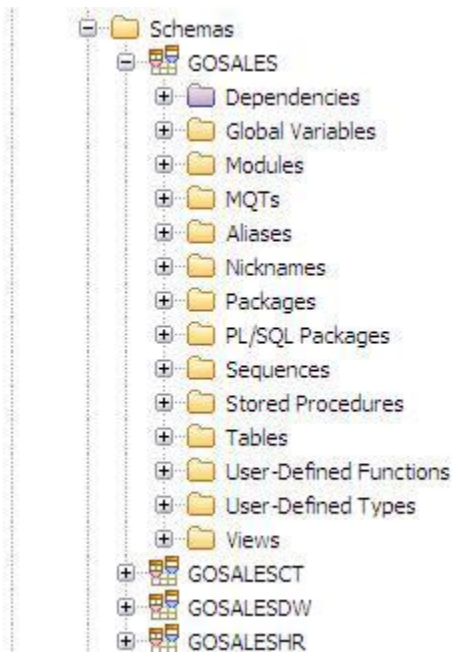 Schemas
GOSALES
Dependencies
Global Variables
Modules
MQTs
Aliases
Nicknames
Packages
PL/SQL Packages
Sequences
Stored Procedures
Tables
User-Defined Functions
User-Defined Types
Views
GOSALESCT
GOSALESDW
GOSALESHR